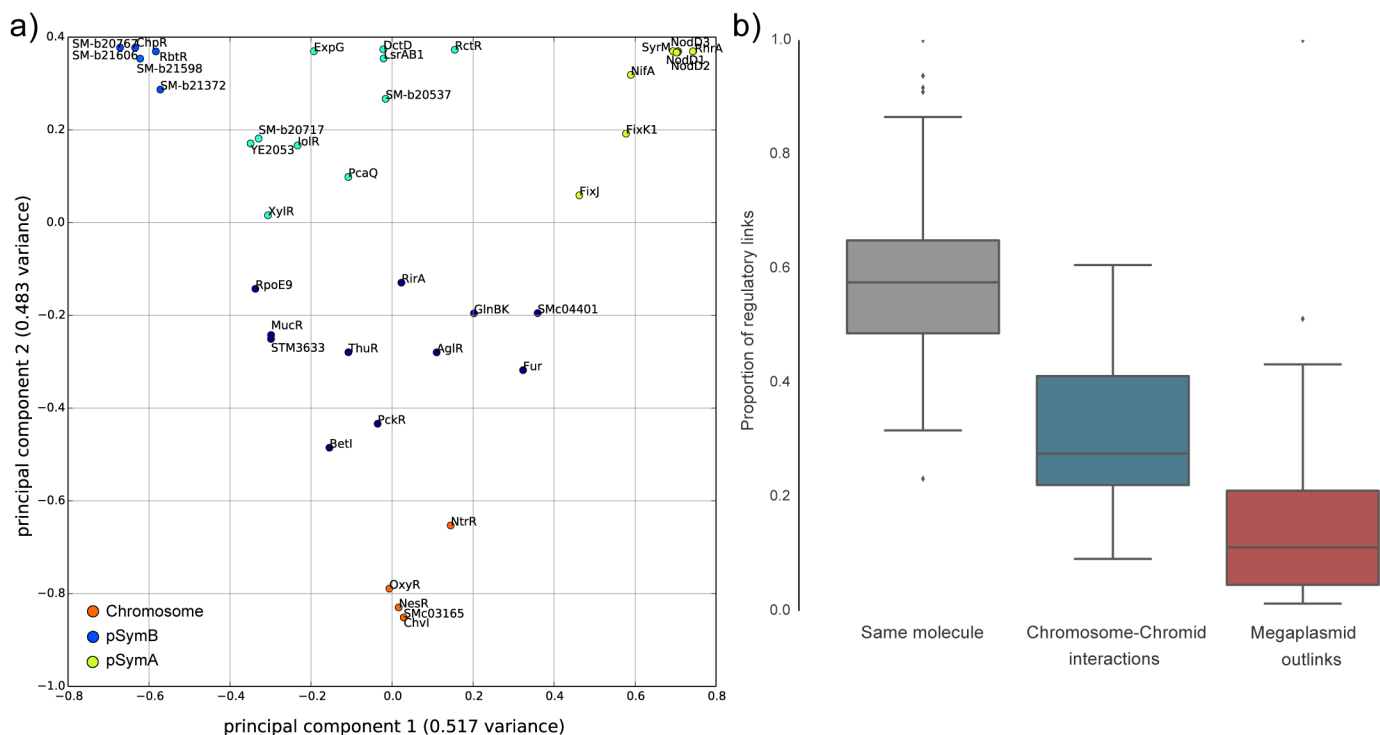 a)
0.4
0.2
0.0
−0.2
−0.4
−0.6
−0.8
−1.0
principal component 2 (0.483 variance)
SM-b20767
ChpR
SM-b21606
RbtR
SM-b21598
SM-b21372
ExpG
DctD
LsrAB1
RctR
SM-b20537
SM-b20717
YE2053
IolR
PcaQ
XylR
NodD3
SyrM
RhrA
NodD1
NodD2
NifA
FixK1
FixJ
RpoE9
RirA
GlnBK
SMc04401
MucR
STM3633
ThuR
AglR
Fur
PckR
BetI
NtrR
OxyR
NesR
SMc03165
ChvI
Chromosome
pSymB
pSymA
−0.8
−0.6
−0.4
−0.2
0.0
0.2
0.4
0.6
0.8
principal component 1 (0.517 variance)
b)
1.0
0.8
0.6
0.4
0.2
0.0
Proportion of regulatory links
Same molecule
Chromosome-Chromid
interactions
Megaplasmid
outlinks